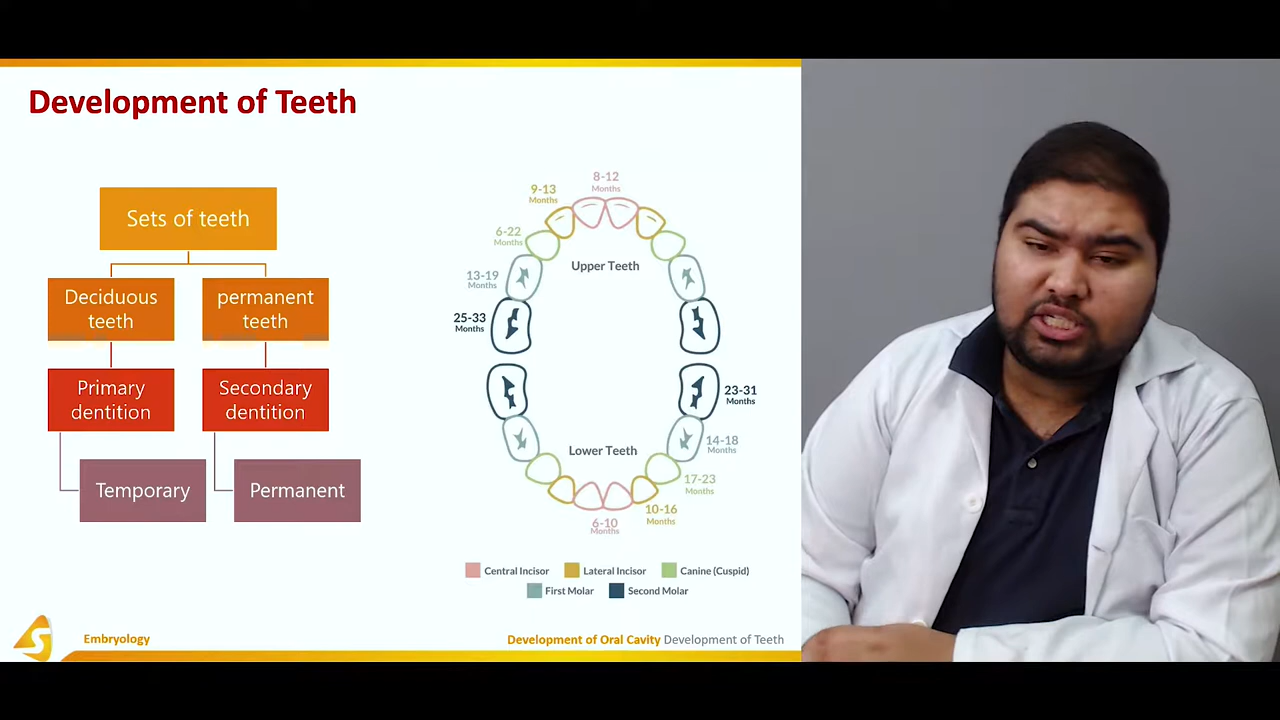 Development of Teeth
Sets of teeth
Deciduous
teeth
permanent
teeth
Primary
dentition
Secondary
dentition
Temporary
Permanent
8-12
Months
9-13
Months
6-22
Months
13-19
Months
25-33
Months
Upper Teeth
23-31
Months
14-18
Months
Lower Teeth
17-23
Months
10-16
Months
6-10
Months
Central Incisor
Lateral Incisor
Canine (Cuspid)
First Molar
Second Molar
Embryology
Development of Oral Cavity Development of Teeth